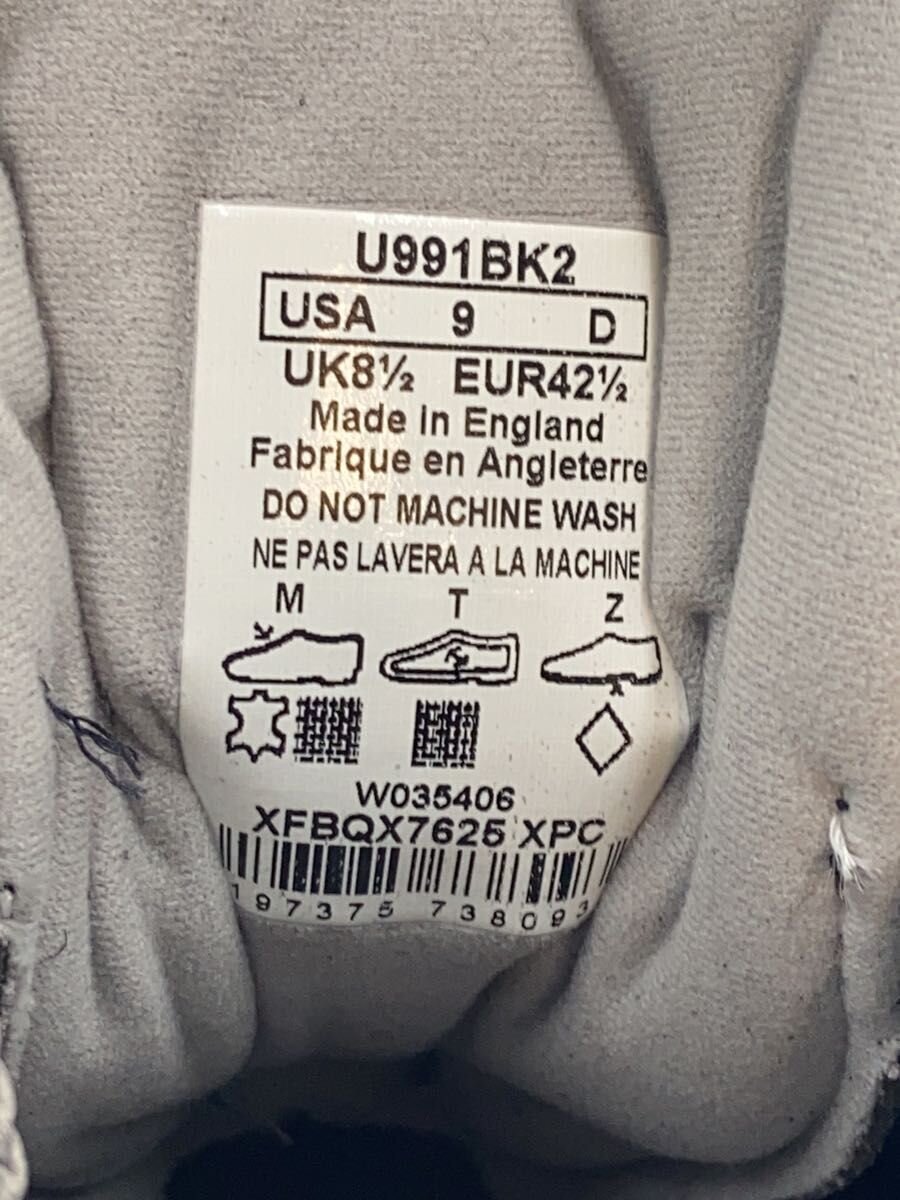 U991BK2
USA 9 D
UK8½ EUR42½
Made in England
Fabrique en Angleterre
DO NOT MACHINE WASH
NE PAS LAVERA A LA MACHINE
M T Z
W035406
XFBQX7625 XPC
197375 738093